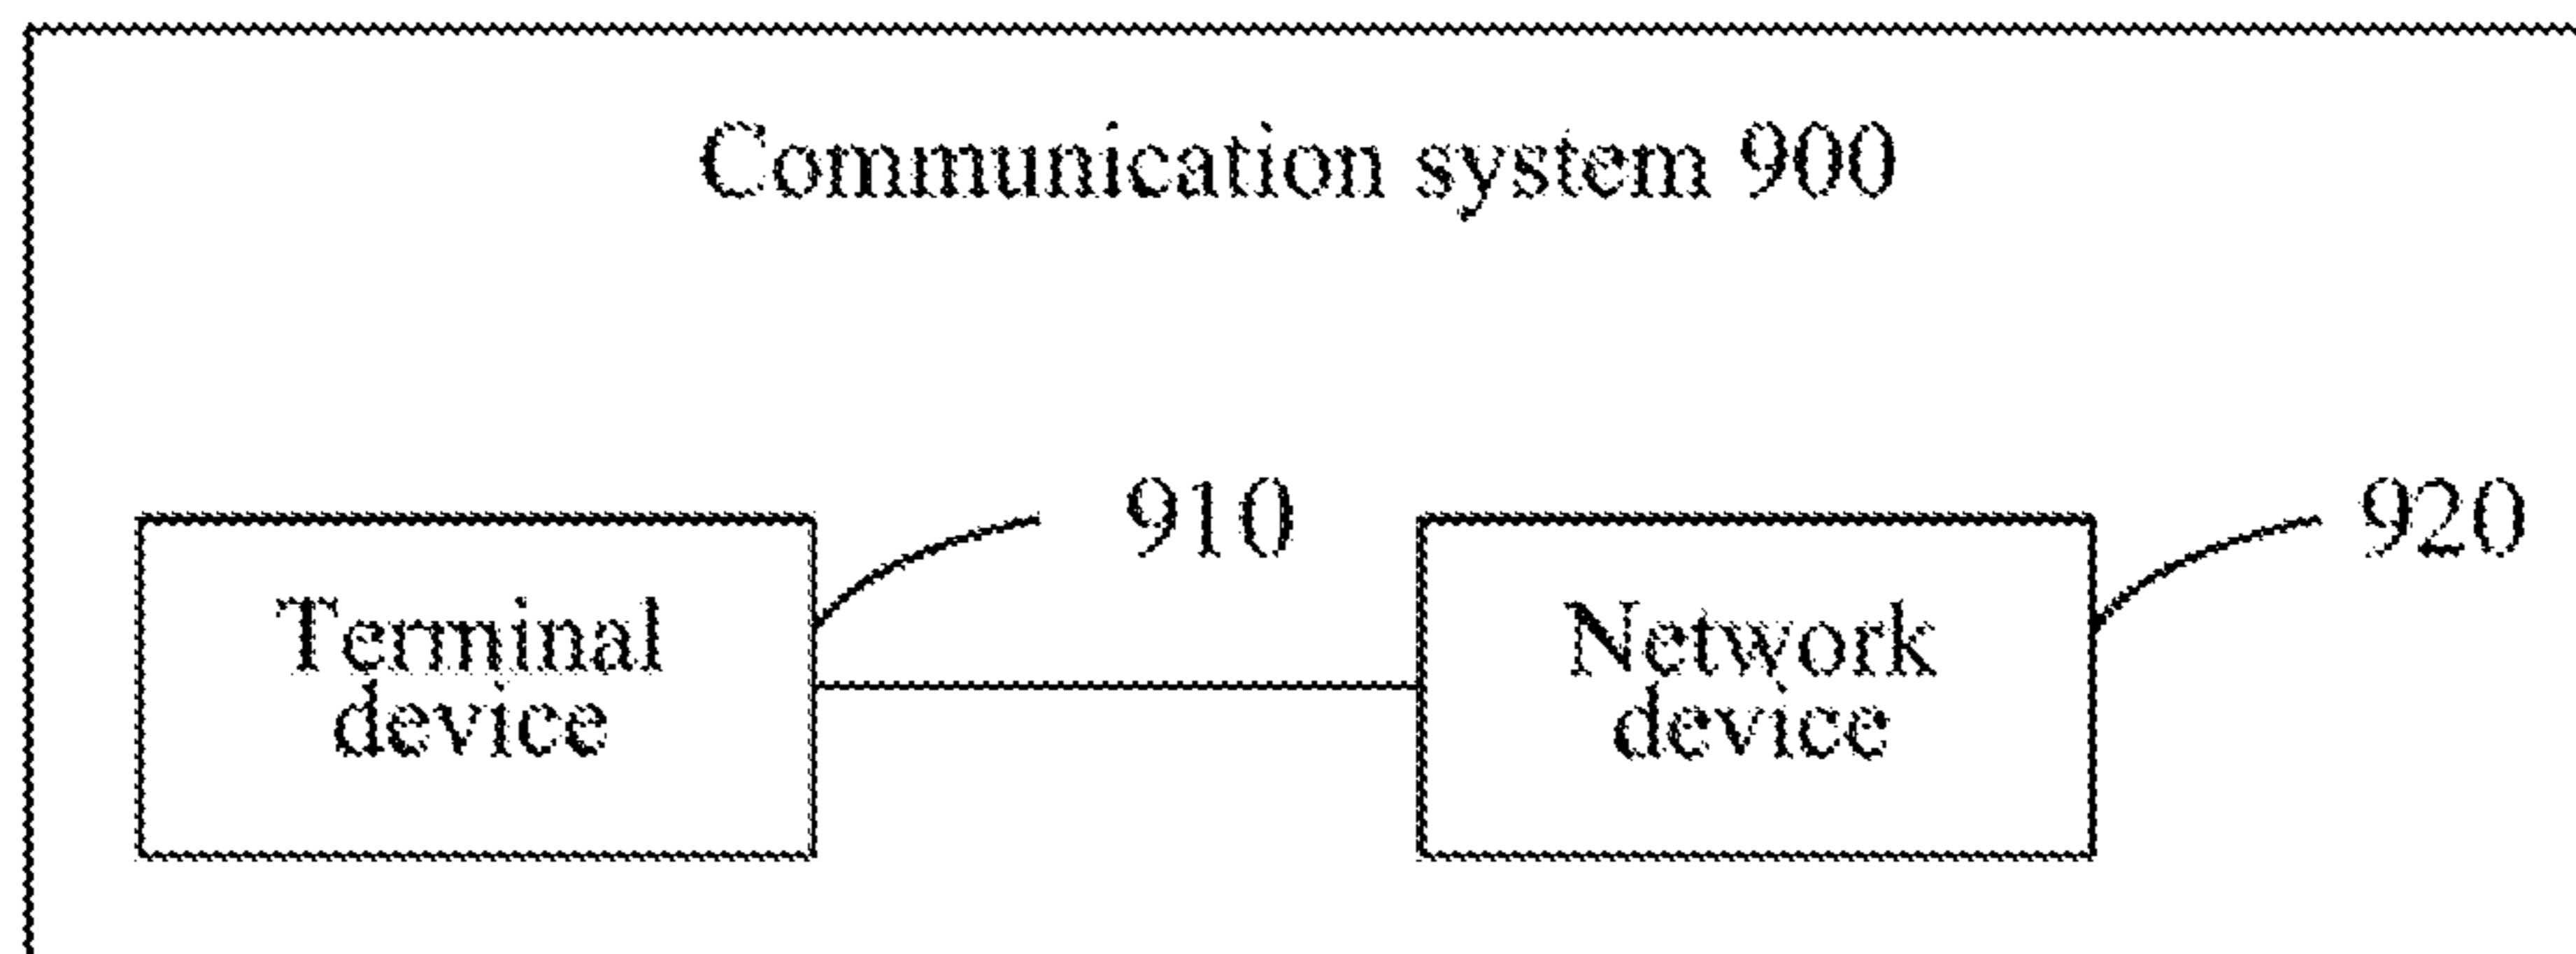 Communication system 900
910
920
Terminal
device
Network
device